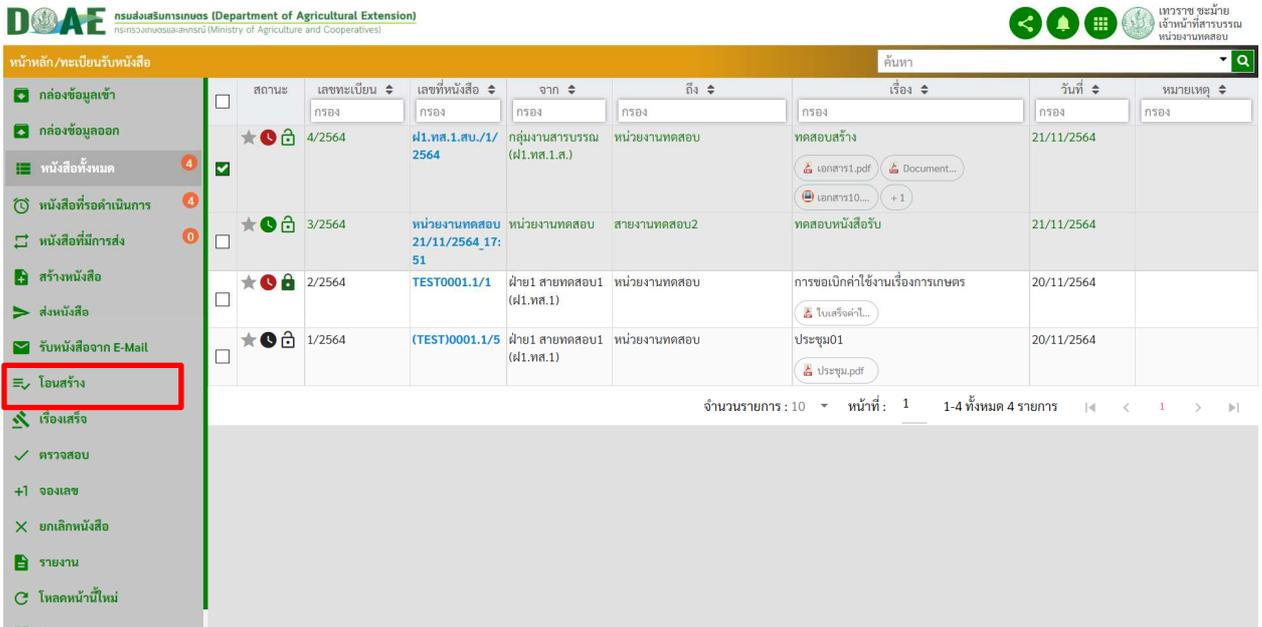 DOAE
กรมส่งเสริมการเกษตร (Department of Agricultural Extension)
กระทรวงเกษตรและสหกรณ์ (Ministry of Agriculture and Cooperatives)
เทวราช ชะม้าย
เจ้าหน้าที่สารบรรณ
หน่วยงานทดสอบ
หน้าหลัก/ทะเบียนรับหนังสือ
ค้นหา
กล่องข้อมูลเข้า
กล่องข้อมูลออก
หนังสือทั้งหมด 4
หนังสือที่รอดำเนินการ 4
หนังสือที่มีการส่ง 0
สร้างหนังสือ
ส่งหนังสือ
รับหนังสือจาก E-Mail
โอนสร้าง
เรื่องเสร็จ
ตรวจสอบ
+1 จองเลข
ยกเลิกหนังสือ
รายงาน
โหลดหน้านี้ใหม่
สถานะ เลขทะเบียน เลขที่หนังสือ จาก ถึง เรื่อง วันที่ หมายเหตุ
กรอง กรอง กรอง กรอง กรอง กรอง กรอง
4/2564 ฝ1.ทส.1.สบ./1/ กลุ่มงานสารบรรณ หน่วยงานทดสอบ ทดสอบสร้าง 21/11/2564
2564 (ฝ1.ทส.1.ส.)
เอกสาร1.pdf Document...
เอกสาร10.... + 1
3/2564 หน่วยงานทดสอบ หน่วยงานทดสอบ สายงานทดสอบ2 ทดสอบหนังสือรับ 21/11/2564
21/11/2564_17:
51
2/2564 TEST0001.1/1 ฝ่าย1 สายทดสอบ1 หน่วยงานทดสอบ การขอเบิกค่าใช้งานเรื่องการเกษตร 20/11/2564
(ฝ1.ทส.1)
ใบเสร็จค่าใ...
1/2564 (TEST)0001.1/5 ฝ่าย1 สายทดสอบ1 หน่วยงานทดสอบ ประชุม01 20/11/2564
(ฝ1.ทส.1)
ประชุม.pdf
จำนวนรายการ : 10 หน้าที่ : 1 1-4 ทั้งหมด 4 รายการ 1